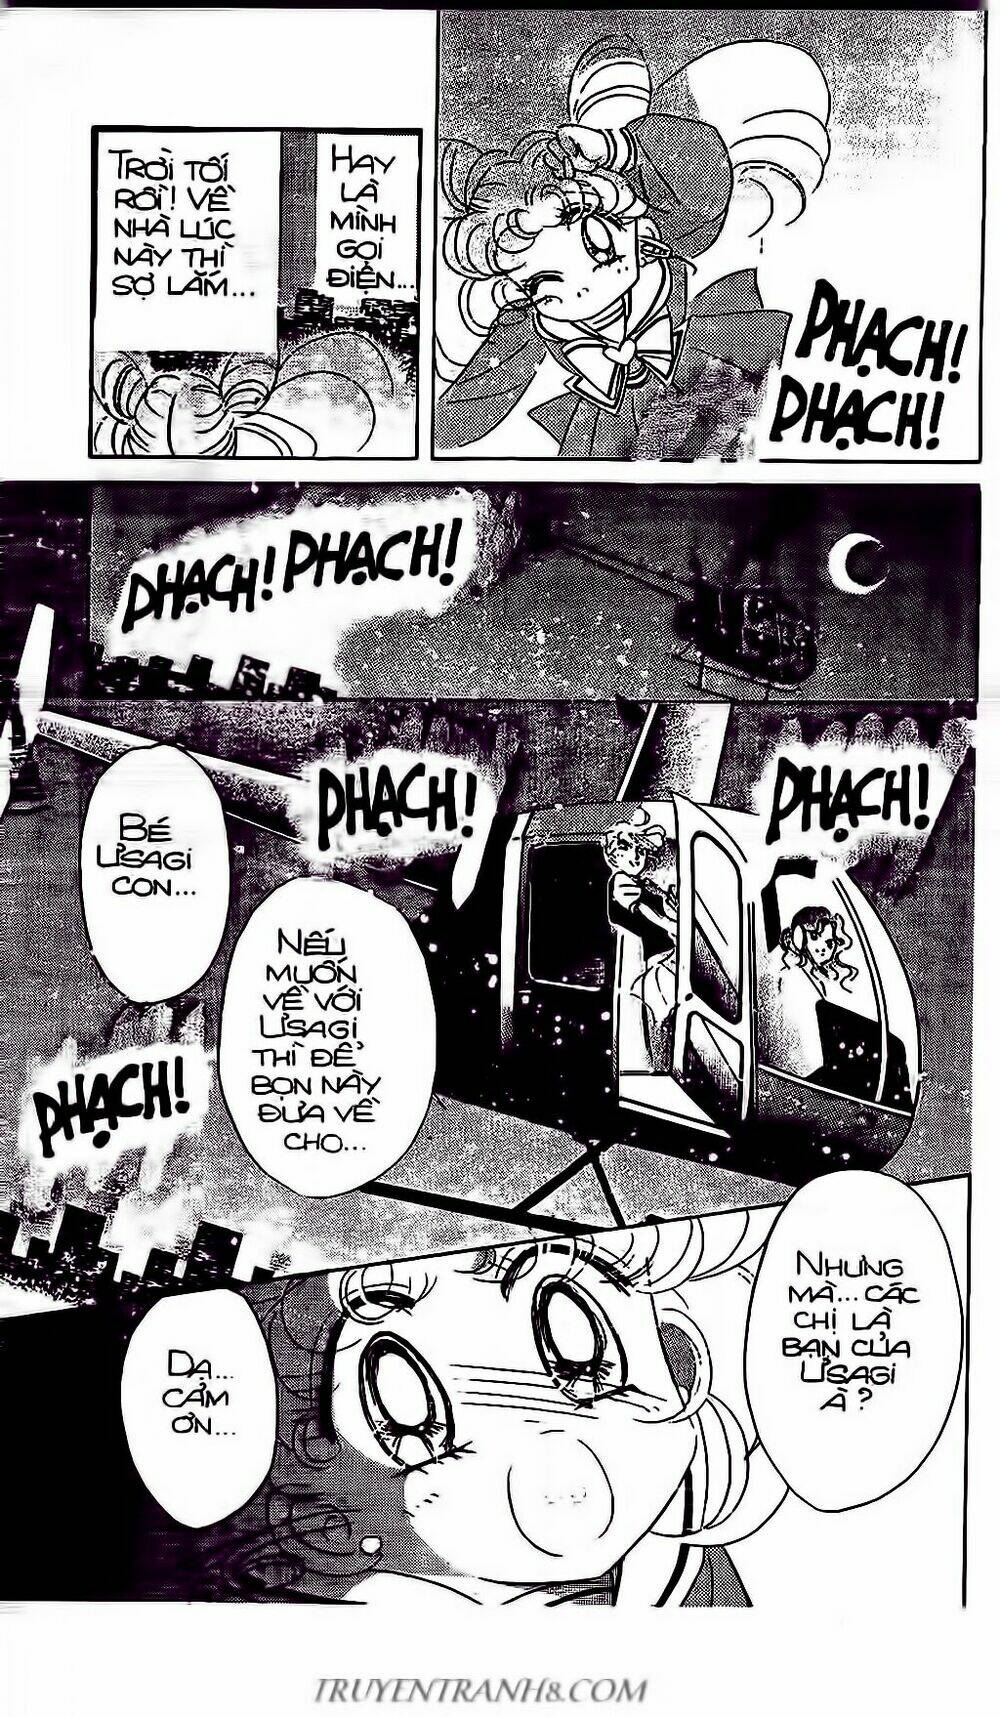 TRỜI TỐI
RỒI! VỀ
NHÀ LÚC
NÀY THÌ
SỢ LẮM...
HAY
LÀ
MÌNH
GỌI
ĐIỆN...
PHẠCH!
PHẠCH!
PHẠCH! PHẠCH!
BÉ
USAGI
CON...
PHẠCH!
PHẠCH!
NẾU
MUỐN
VỀ VỚI
USAGI
THÌ ĐỂ
BỌN NÀY
ĐƯA VỀ
CHO...
PHẠCH!
NHƯNG
MÀ... CÁC
CHỊ LÀ
BẠN CỦA
USAGI
À?
DẠ...
CẢM
ƠN...
TRUYENTRANH8.COM